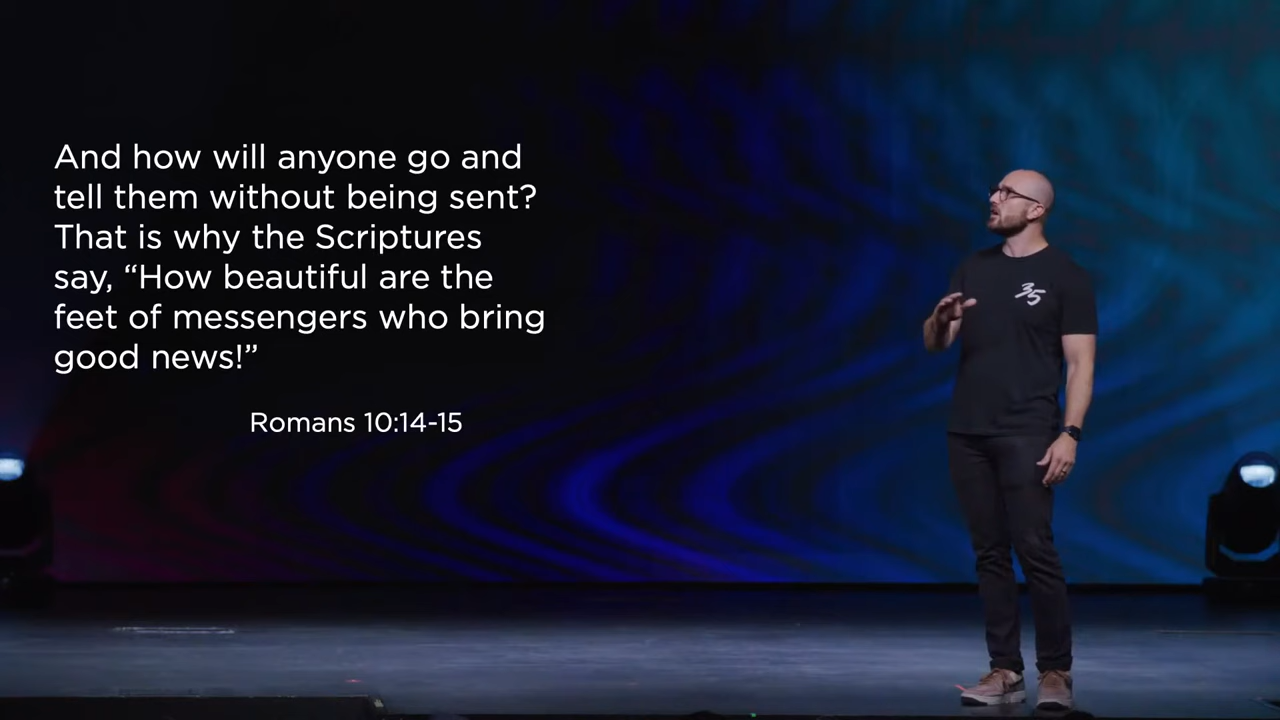 And how will anyone go and
tell them without being sent?
That is why the Scriptures
say, “How beautiful are the
feet of messengers who bring
good news!”
Romans 10:14-15
35